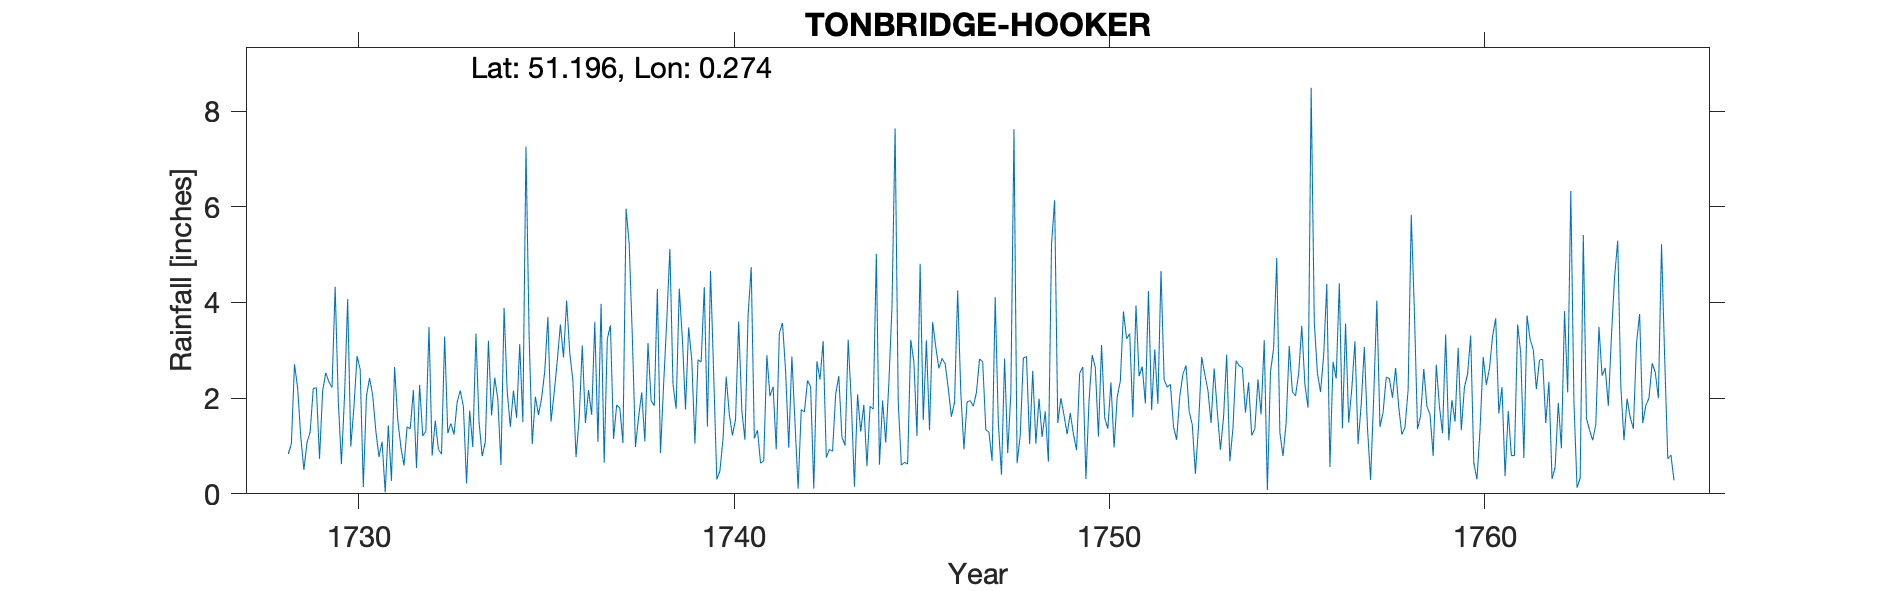 TONBRIDGE-HOOKER
Lat: 51.196, Lon: 0.274
8
6
4
2
0
Rainfall [inches]
1730 1740 1750 1760
Year